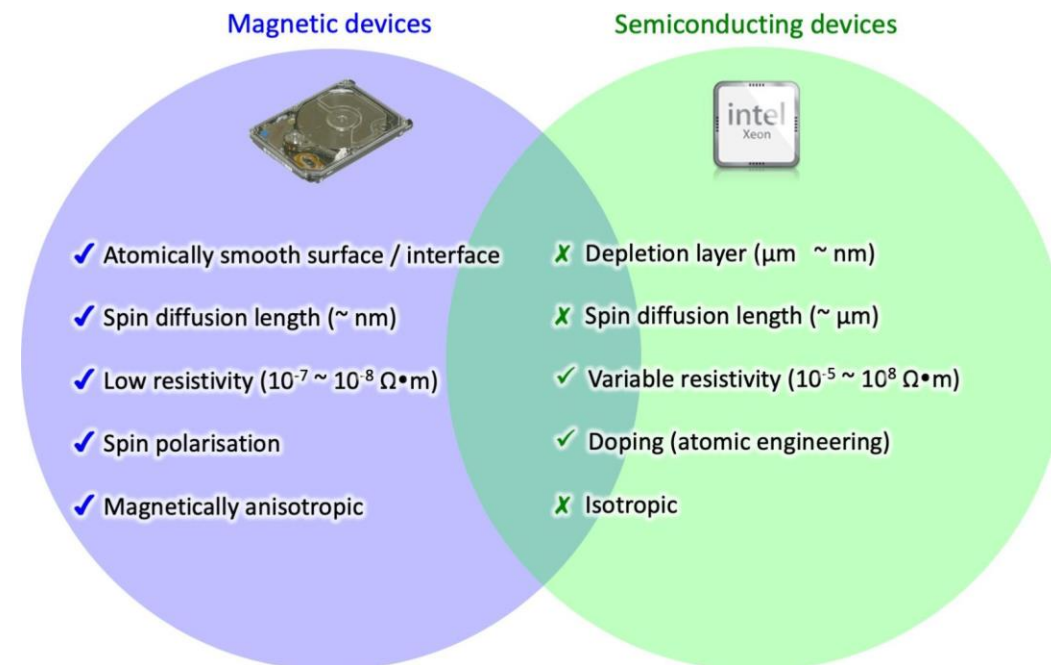 Magnetic devices
Semiconducting devices
intel
Xeon
✔ Atomically smooth surface / interface
✔ Spin diffusion length (~ nm)
✔ Low resistivity (10⁻⁷ ~ 10⁻⁸ Ω•m)
✔ Spin polarisation
✔ Magnetically anisotropic
✘ Depletion layer (μm ~ nm)
✘ Spin diffusion length (~ μm)
✓ Variable resistivity (10⁻⁵ ~ 10⁸ Ω•m)
✓ Doping (atomic engineering)
✘ Isotropic